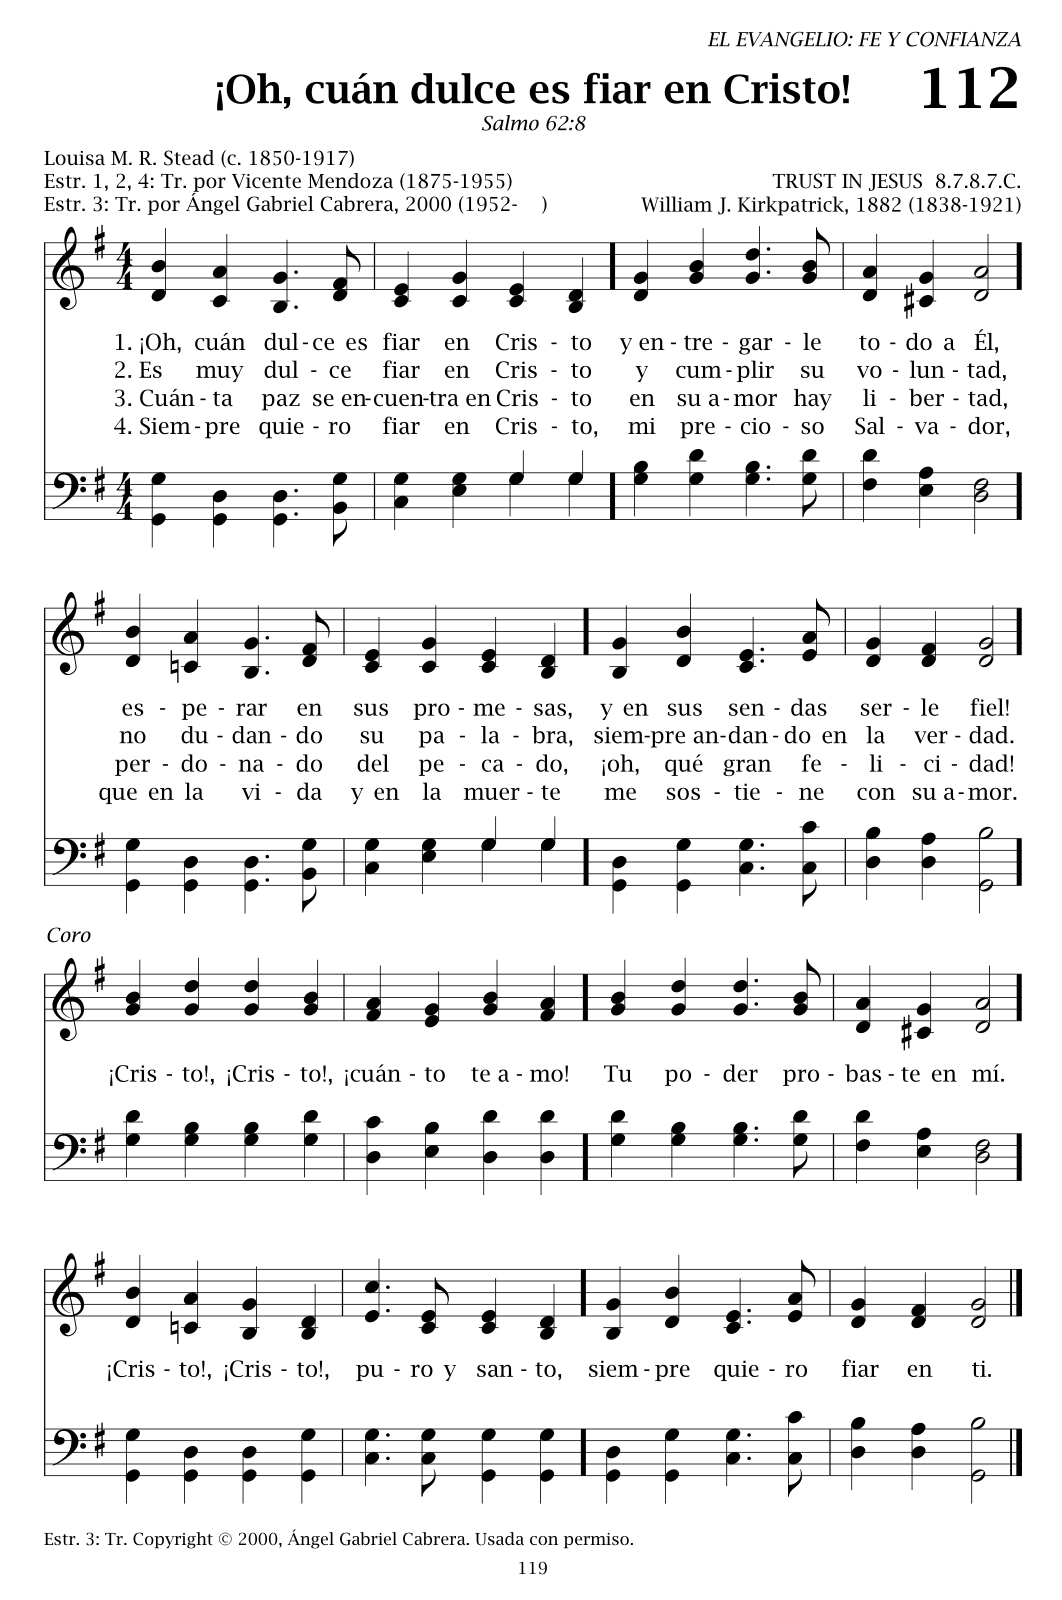 EL EVANGELIO: FE Y CONFIANZA
¡Oh, cuán dulce es fiar en Cristo! 112
Salmo 62:8
Louisa M. R. Stead (c. 1850-1917)
Estr. 1, 2, 4: Tr. por Vicente Mendoza (1875-1955) TRUST IN JESUS 8.7.8.7.C.
Estr. 3: Tr. por Ángel Gabriel Cabrera, 2000 (1952- ) William J. Kirkpatrick, 1882 (1838-1921)
1. ¡Oh, cuán dul - ce es fiar en Cris - to y en - tre - gar - le to - do a Él,
2. Es muy dul - ce fiar en Cris - to y cum - plir su vo - lun - tad,
3. Cuán - ta paz se en - cuen - tra en Cris - to en su a - mor hay li - ber - tad,
4. Siem - pre quie - ro fiar en Cris - to, mi pre - cio - so Sal - va - dor,
es - pe - rar en sus pro - me - sas, y en sus sen - das ser - le fiel!
no du - dan - do su pa - la - bra, siem - pre an - dan - do en la ver - dad.
per - do - na - do del pe - ca - do, ¡oh, qué gran fe - li - ci - dad!
que en la vi - da y en la muer - te me sos - tie - ne con su a - mor.
Coro
¡Cris - to!, ¡Cris - to!, ¡cuán - to te a - mo! Tu po - der pro - bas - te en mí.
¡Cris - to!, ¡Cris - to!, pu - ro y san - to, siem - pre quie - ro fiar en ti.
Estr. 3: Tr. Copyright © 2000, Ángel Gabriel Cabrera. Usada con permiso.
119